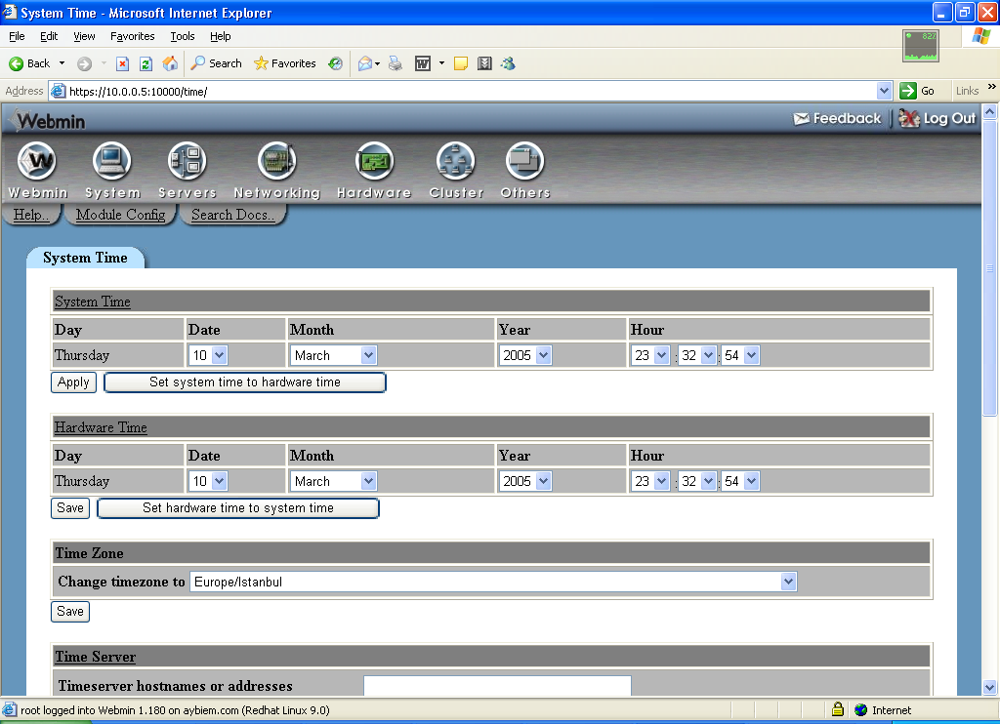 System Time - Microsoft Internet Explorer
File Edit View Favorites Tools Help
82%
Back Search Favorites
Address https://10.0.0.5:10000/time/ Go Links »
Webmin Feedback Log Out
Webmin System Servers Networking Hardware Cluster Others
Help.. Module Config Search Docs..
System Time
System Time
Day Date Month Year Hour
Thursday 10 March 2005 23 : 32 : 54
Apply Set system time to hardware time
Hardware Time
Day Date Month Year Hour
Thursday 10 March 2005 23 : 32 : 54
Save Set hardware time to system time
Time Zone
Change timezone to Europe/Istanbul
Save
Time Server
Timeserver hostnames or addresses
root logged into Webmin 1.180 on aybiem.com (Redhat Linux 9.0) Internet